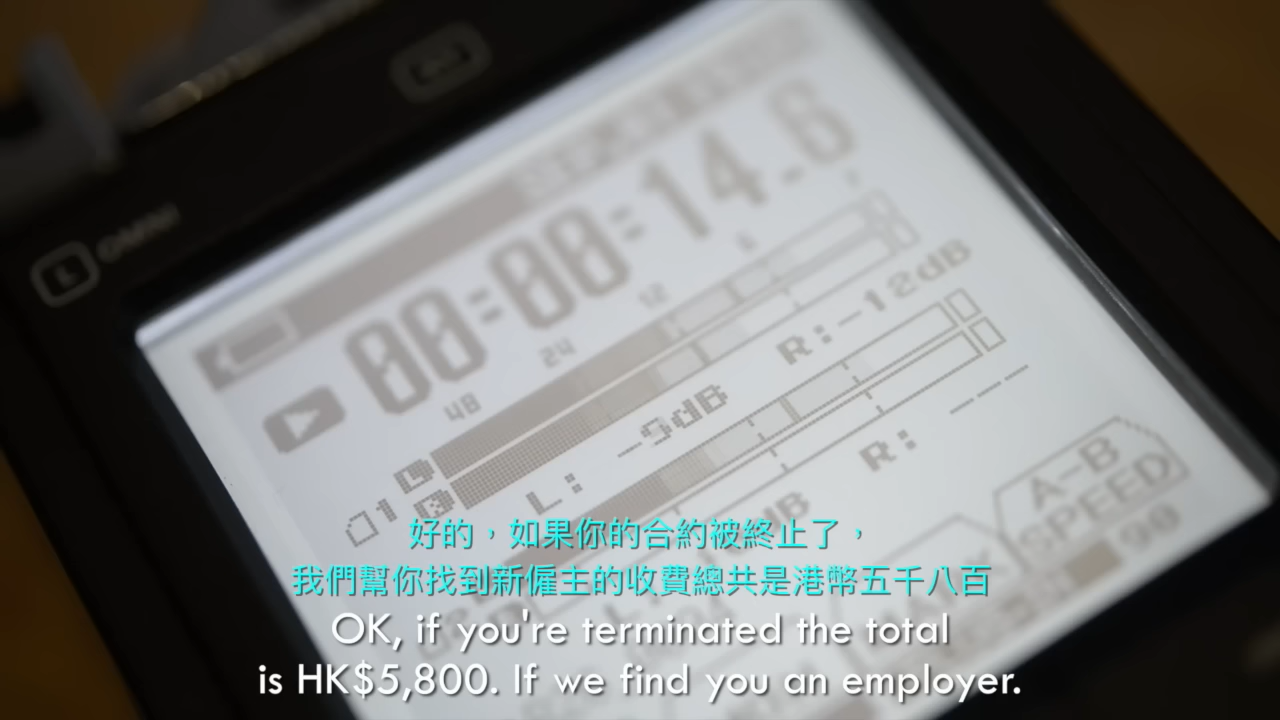 00:00:14.6
12
24
48
R:-12dB
L: -9dB
R: ---
A-B
SPEED
好的，如果你的合約被終止了，
我們幫你找到新僱主的收費總共是港幣五千八百
OK, if you're terminated the total
is HK$5,800. If we find you an employer.